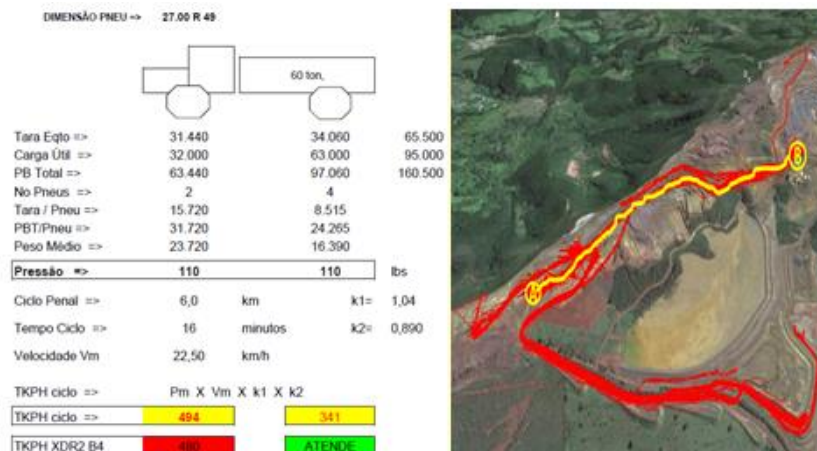 DIMENSÃO PNEU => 27.00 R 49
60 ton,
Tara Eqto => 31.440 34.060 65.500
Carga Útil => 32.000 63.000 95.000
PB Total => 63.440 97.060 160.500
No Pneus => 2 4
Tara / Pneu => 15.720 8.515
PBT/Pneu => 31.720 24.265
Peso Médio => 23.720 16.390
Pressão => 110 110 lbs
Ciclo Penal => 6,0 km k1= 1,04
Tempo Ciclo => 16 minutos k2= 0,890
Velocidade Vm 22,50 km/h
TKPH ciclo => Pm X Vm X k1 X k2
TKPH ciclo => 494 341
TKPH XDR2 B4 480 ATENDE
A
B